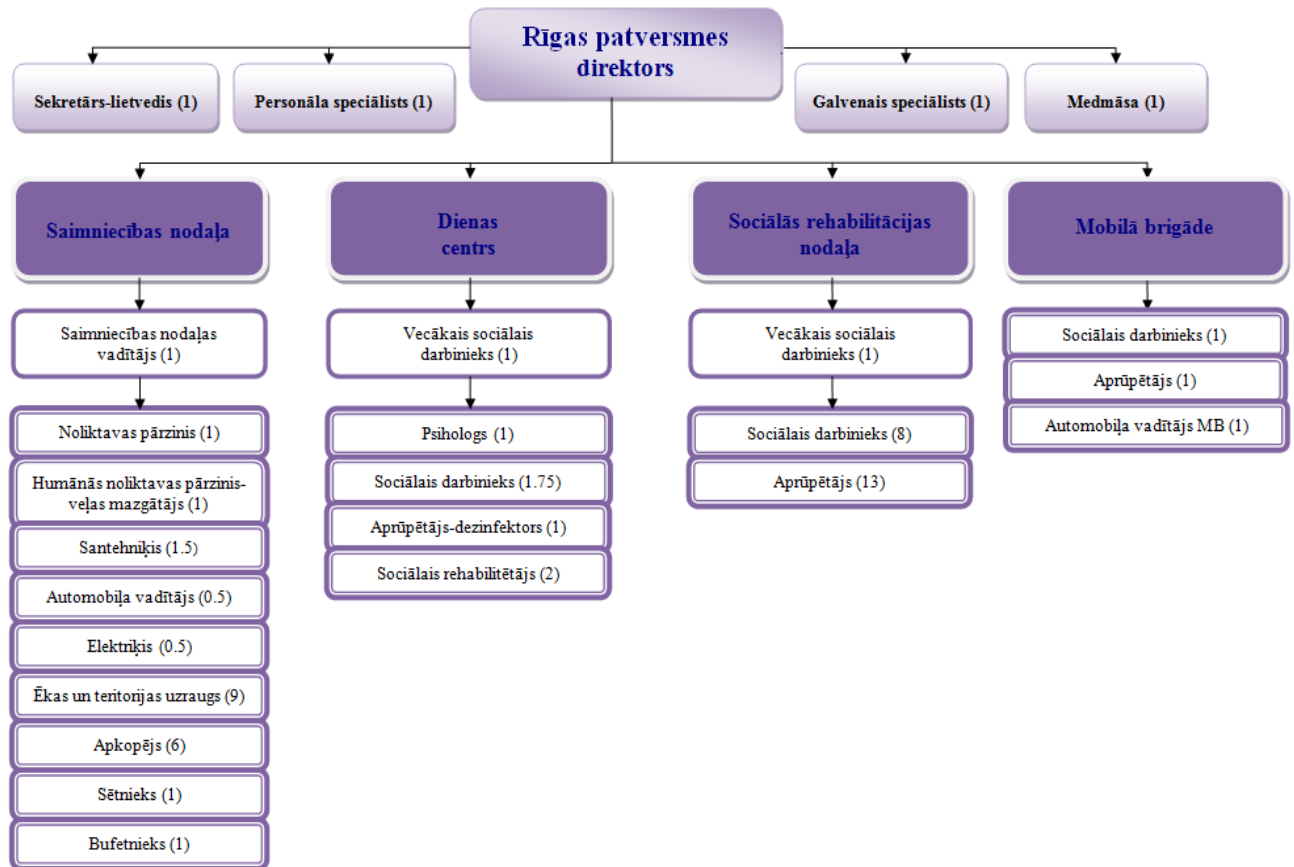 Rīgas patversmes
direktors
Sekretārs-lietvedis (1)
Personāla speciālists (1)
Galvenais speciālists (1)
Medmāsa (1)
Saimniecības nodaļa
Dienas
centrs
Sociālās rehabilitācijas
nodaļa
Mobilā brigāde
Saimniecības nodaļas
vadītājs (1)
Noliktavas pārzinis (1)
Humānās noliktavas pārzinis-
veļas mazgātājs (1)
Santehniķis (1.5)
Automobiļa vadītājs (0.5)
Elektriķis (0.5)
Ēkas un teritorijas uzraugs (9)
Apkopējs (6)
Sētnieks (1)
Bufetnieks (1)
Vecākais sociālais
darbinieks (1)
Psihologs (1)
Sociālais darbinieks (1.75)
Aprūpētājs-dezinfektors (1)
Sociālais rehabilitētājs (2)
Vecākais sociālais
darbinieks (1)
Sociālais darbinieks (8)
Aprūpētājs (13)
Sociālais darbinieks (1)
Aprūpētājs (1)
Automobiļa vadītājs MB (1)